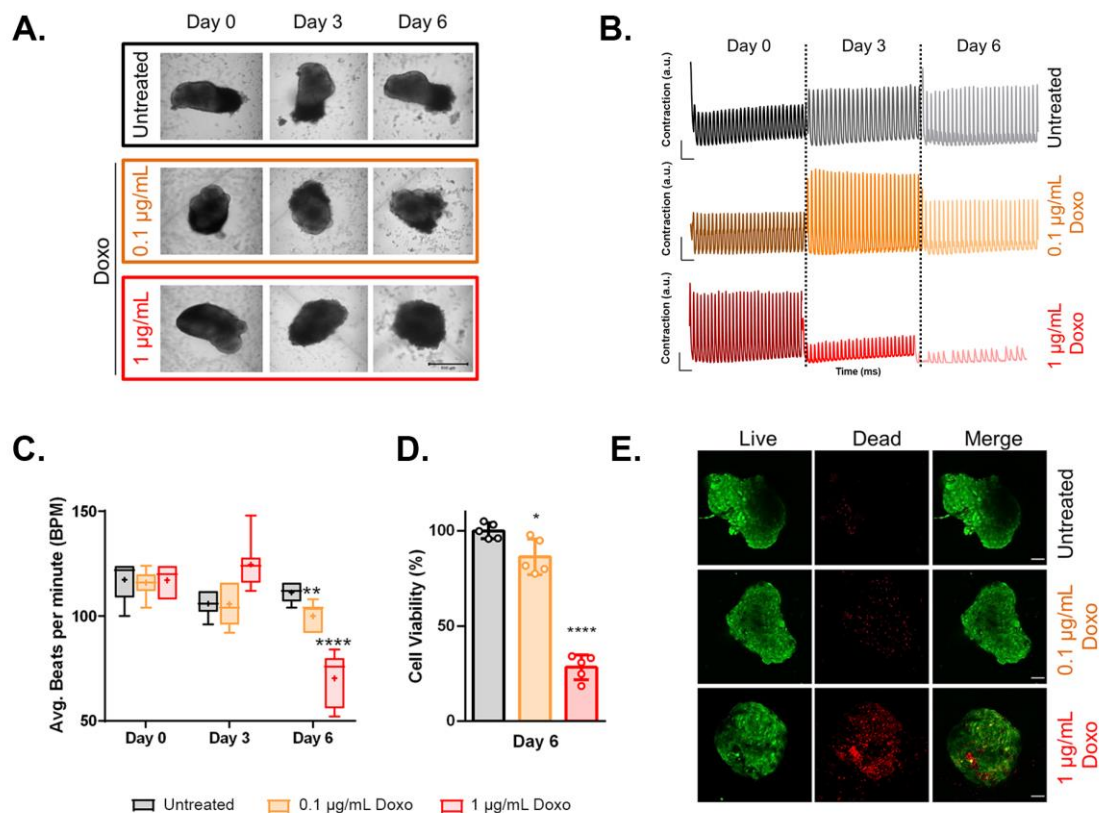 A.
Day 0 Day 3 Day 6
Untreated
Doxo
0.1 µg/mL
1 µg/mL
B.
Day 0 Day 3 Day 6
Contraction (a.u.)
Untreated
Contraction (a.u.)
0.1 µg/mL
Doxo
Contraction (a.u.)
1 µg/mL
Doxo
Time (ms)
C.
Avg. Beats per minute (BPM)
150
100
50
**
****
Day 0 Day 3 Day 6
D.
Cell Viability (%)
100
50
0
*
****
Day 6
Untreated 0.1 µg/mL Doxo 1 µg/mL Doxo
E.
Live Dead Merge
Untreated
0.1 µg/mL
Doxo
1 µg/mL
Doxo